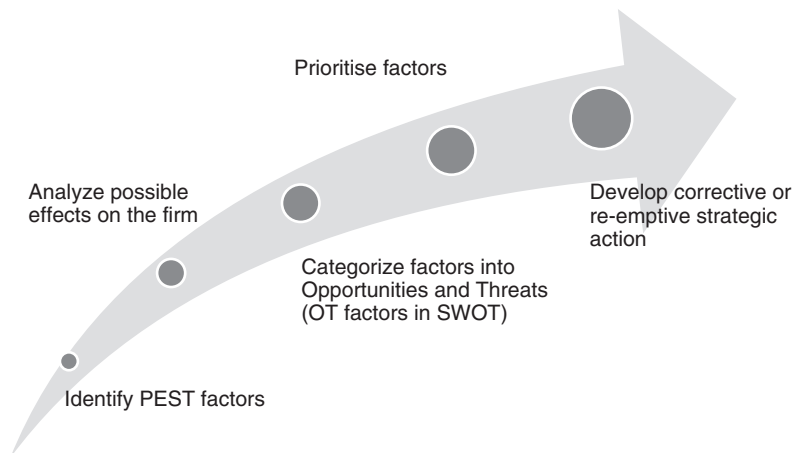 Prioritise factors
Analyze possible
effects on the firm
Develop corrective or
re-emptive strategic
action
Categorize factors into
Opportunities and Threats
(OT factors in SWOT)
Identify PEST factors